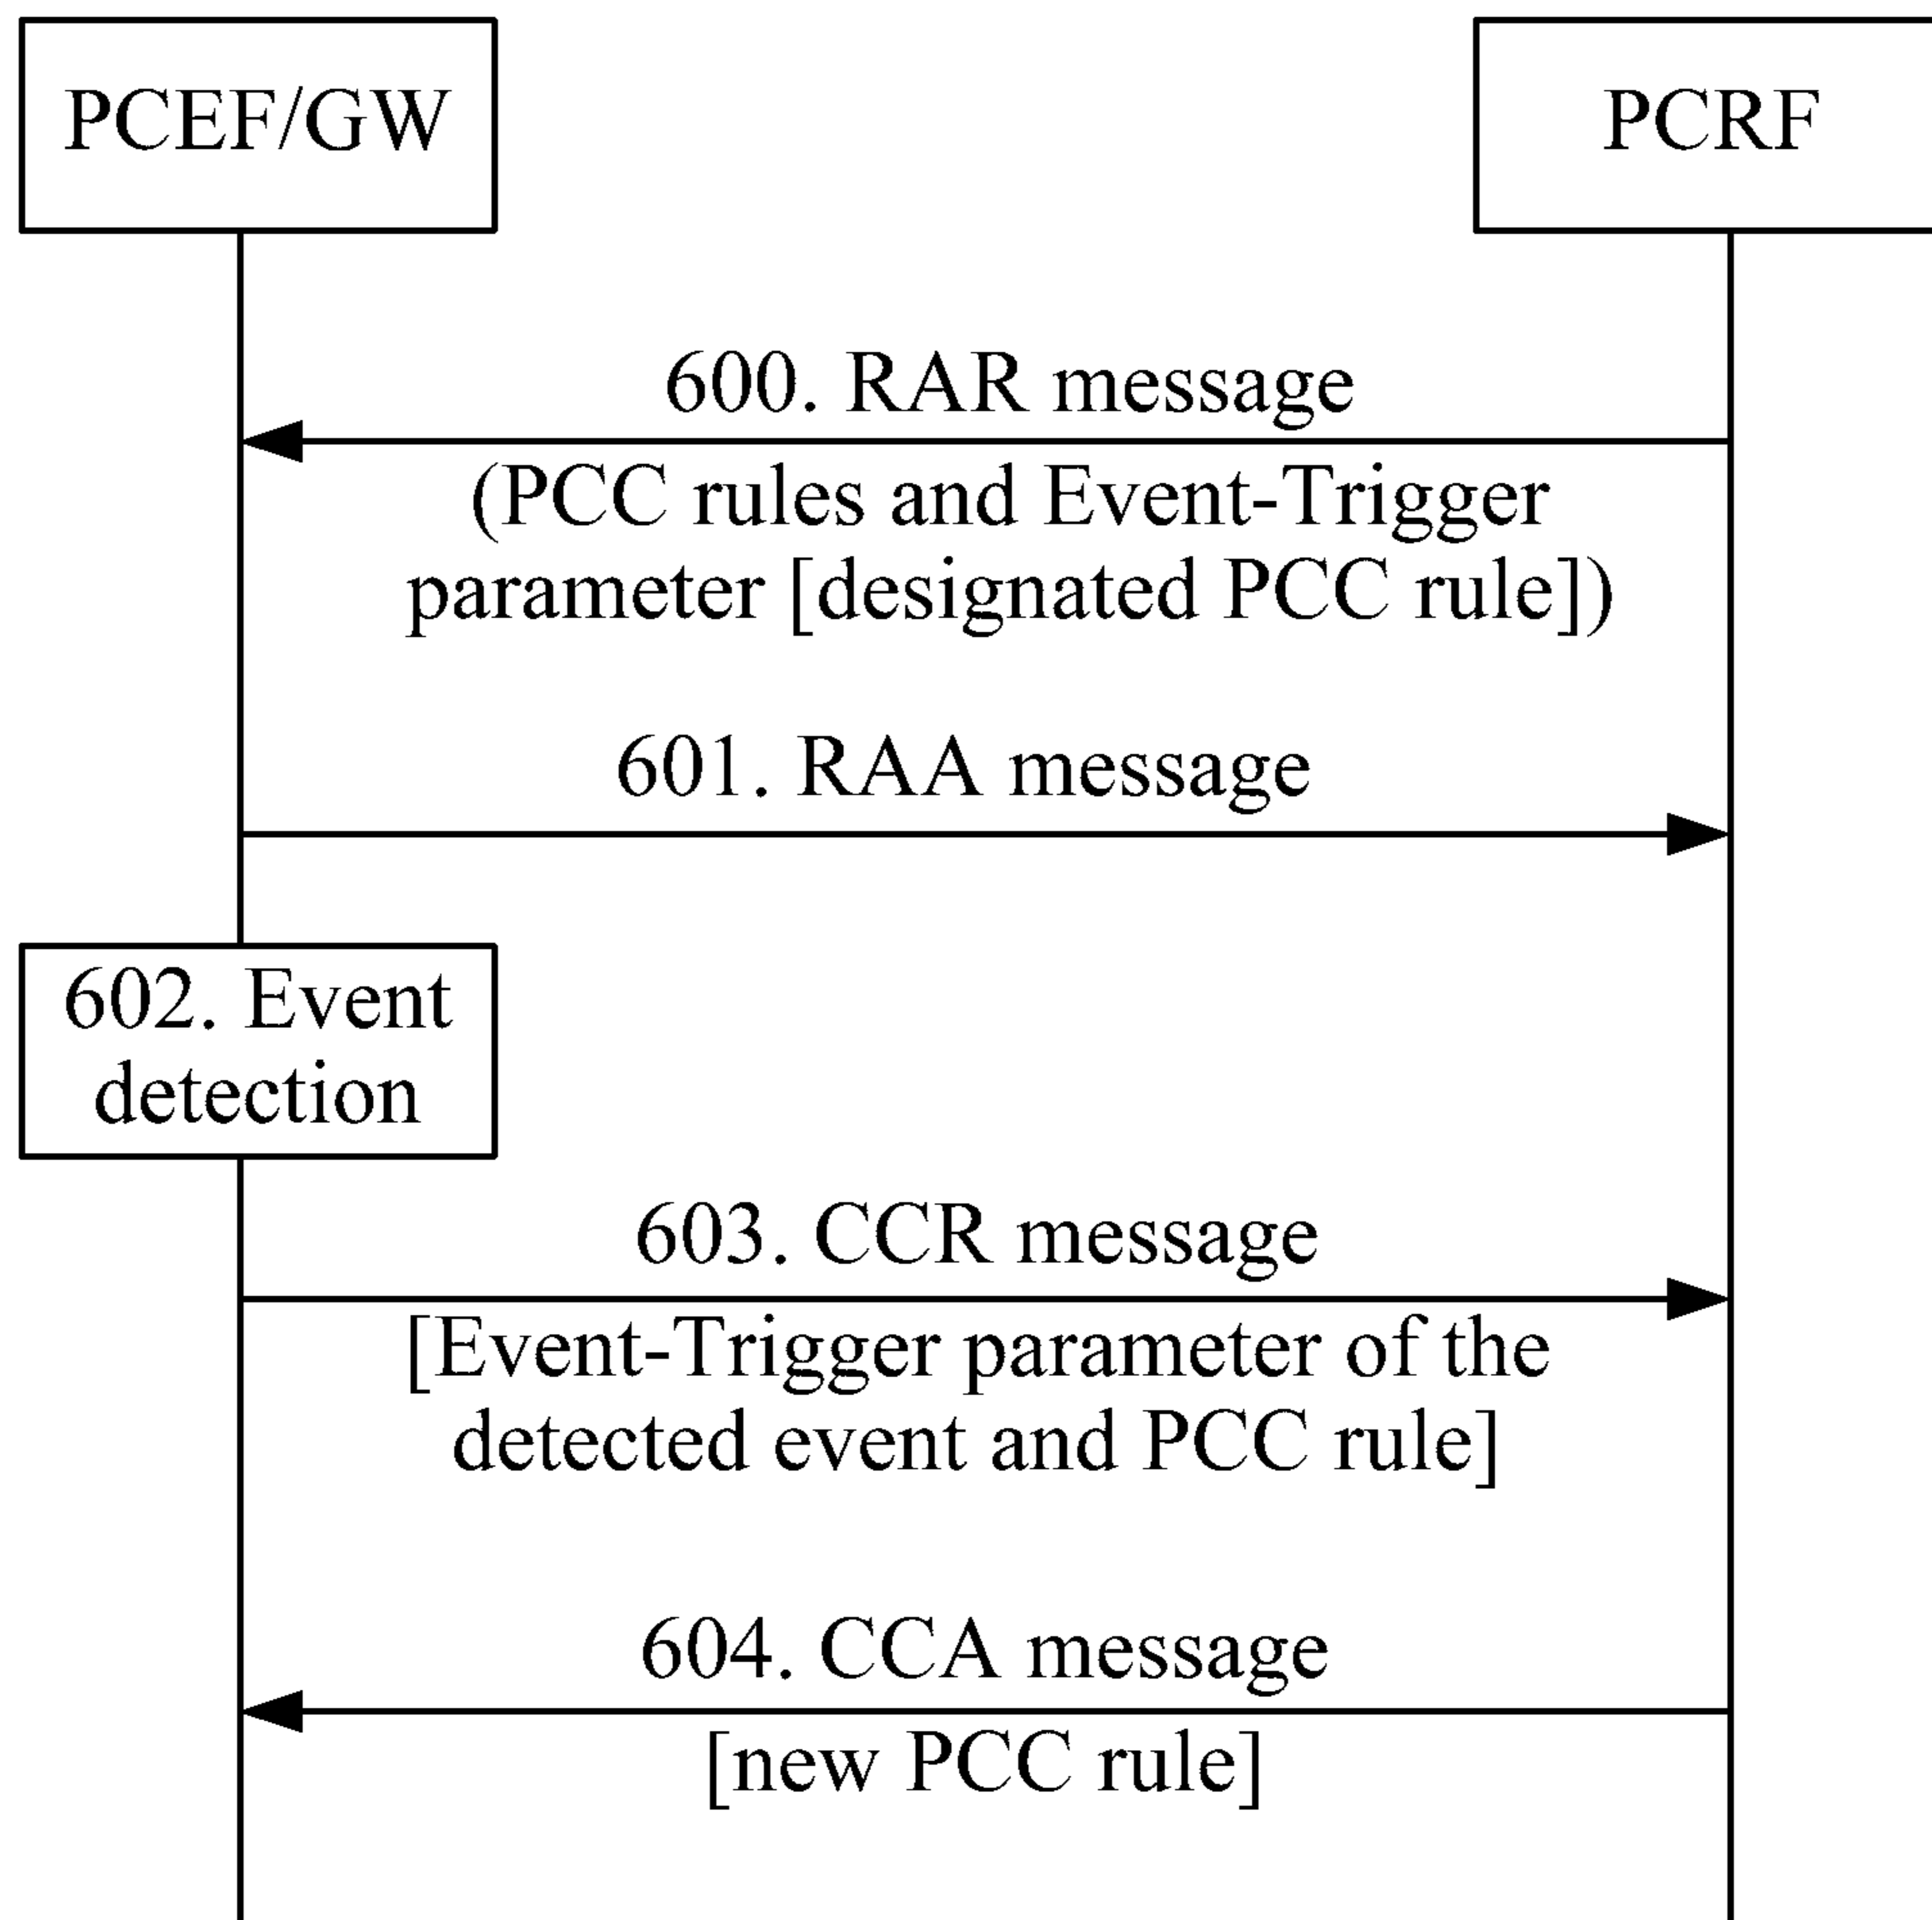 PCEF/GW
PCRF
600. RAR message
(PCC rules and Event-Trigger
parameter [designated PCC rule])
601. RAA message
602. Event
detection
603. CCR message
[Event-Trigger parameter of the
detected event and PCC rule]
604. CCA message
[new PCC rule]